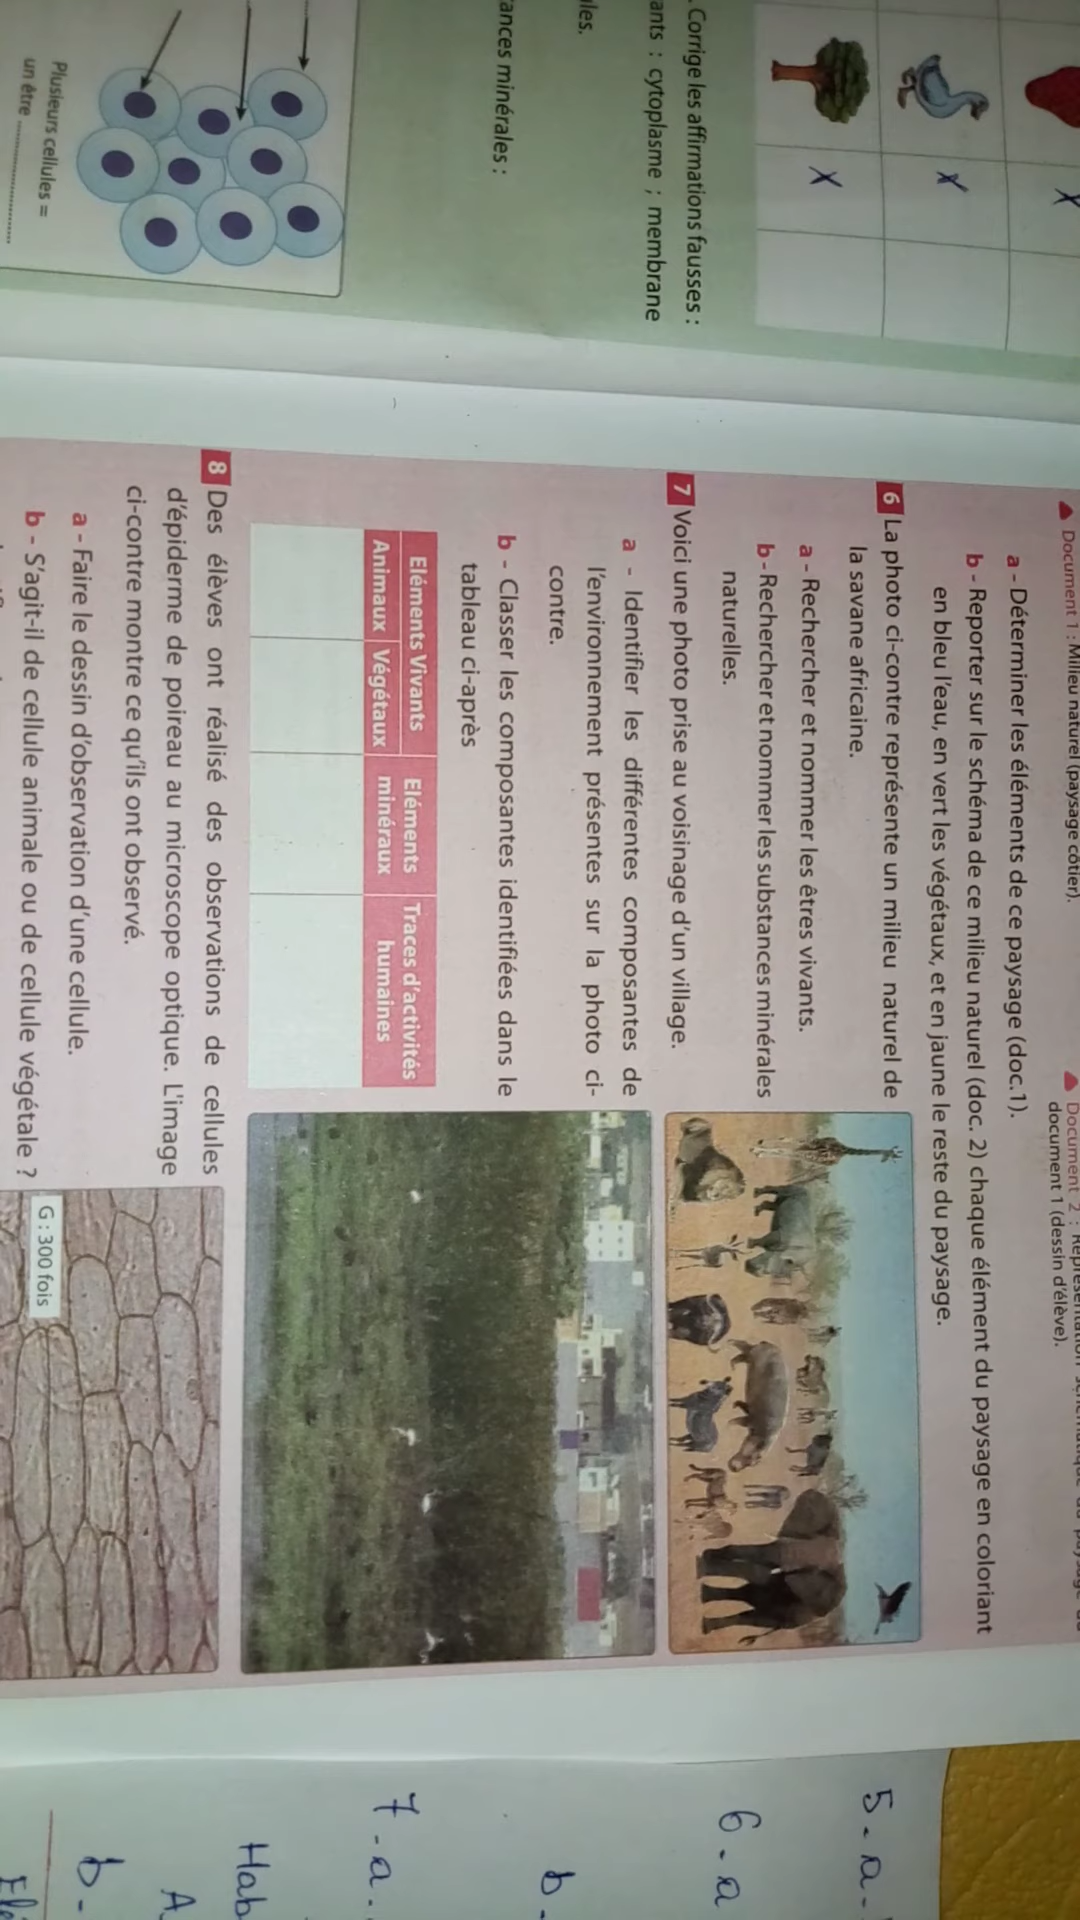 . Corrige les affirmations fausses :
ants : cytoplasme ; membrane
les.
ances minérales :
Plusieurs cellules =
un être ....................
Document 1 : Milieu naturel (paysage côtier).
Document 2 :
document 1 (dessin d'élève).
a - Déterminer les éléments de ce paysage (doc.1).
b - Reporter sur le schéma de ce milieu naturel (doc. 2) chaque élément du paysage en coloriant
en bleu l'eau, en vert les végétaux, et en jaune le reste du paysage.
6 La photo ci-contre représente un milieu naturel de
la savane africaine.
a - Rechercher et nommer les êtres vivants.
b - Rechercher et nommer les substances minérales
naturelles.
7 Voici une photo prise au voisinage d'un village.
a - Identifier les différentes composantes de
l'environnement présentes sur la photo ci-
contre.
b - Classer les composantes identifiées dans le
tableau ci-après
Eléments Vivants
Animaux Végétaux
Eléments
minéraux
Traces d'activités
humaines
8 Des élèves ont réalisé des observations de cellules
d'épiderme de poireau au microscope optique. L'image
ci-contre montre ce qu'ils ont observé.
a - Faire le dessin d'observation d'une cellule.
b - S'agit-il de cellule animale ou de cellule végétale ?
G : 300 fois
5 - a -
6 - a
b -
7 - a.
Hab
A
b -